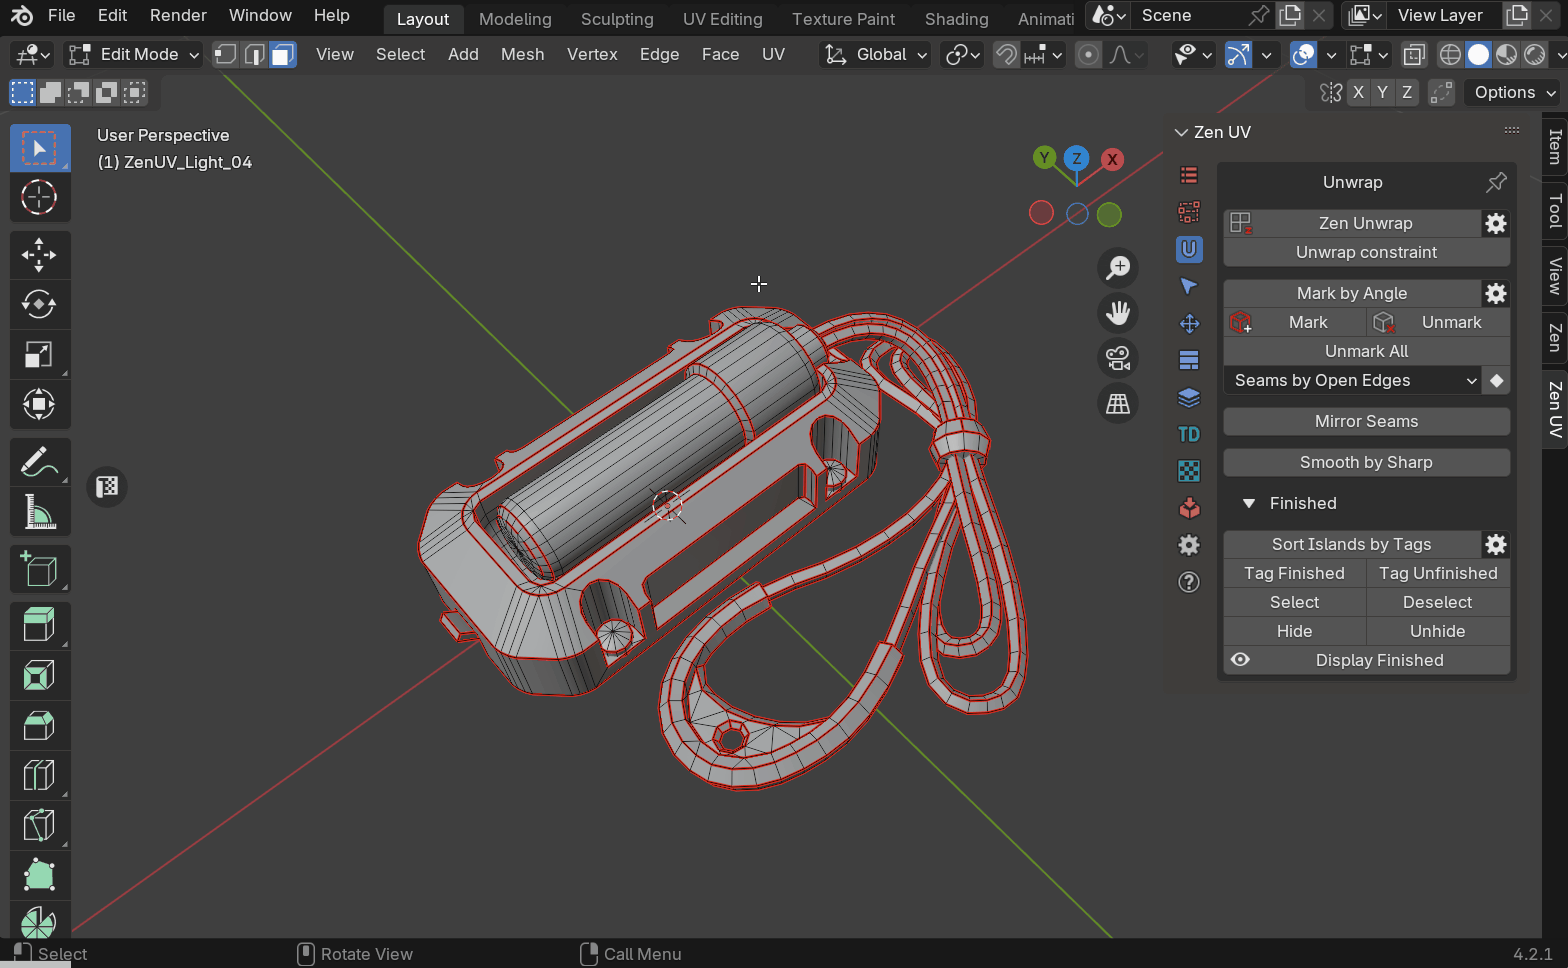 File Edit Render Window Help Layout Modeling Sculpting UV Editing Texture Paint Shading Animati Scene View Layer
Edit Mode View Select Add Mesh Vertex Edge Face UV Global
X Y Z Options
User Perspective
(1) ZenUV_Light_04
Y Z X
Zen UV
Unwrap
Zen Unwrap
Unwrap constraint
Mark by Angle
Mark Unmark
Unmark All
Seams by Open Edges
Mirror Seams
TD
Smooth by Sharp
Finished
Sort Islands by Tags
Tag Finished Tag Unfinished
Select Deselect
Hide Unhide
Display Finished
Item
Tool
View
Zen
Zen UV
Select Rotate View Call Menu 4.2.1